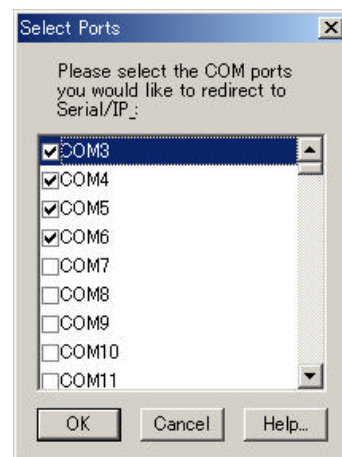 Select Ports
Please select the COM ports
you would like to redirect to
Serial/IP_:
COM3
COM4
COM5
COM6
COM7
COM8
COM9
COM10
COM11
OK Cancel Help...